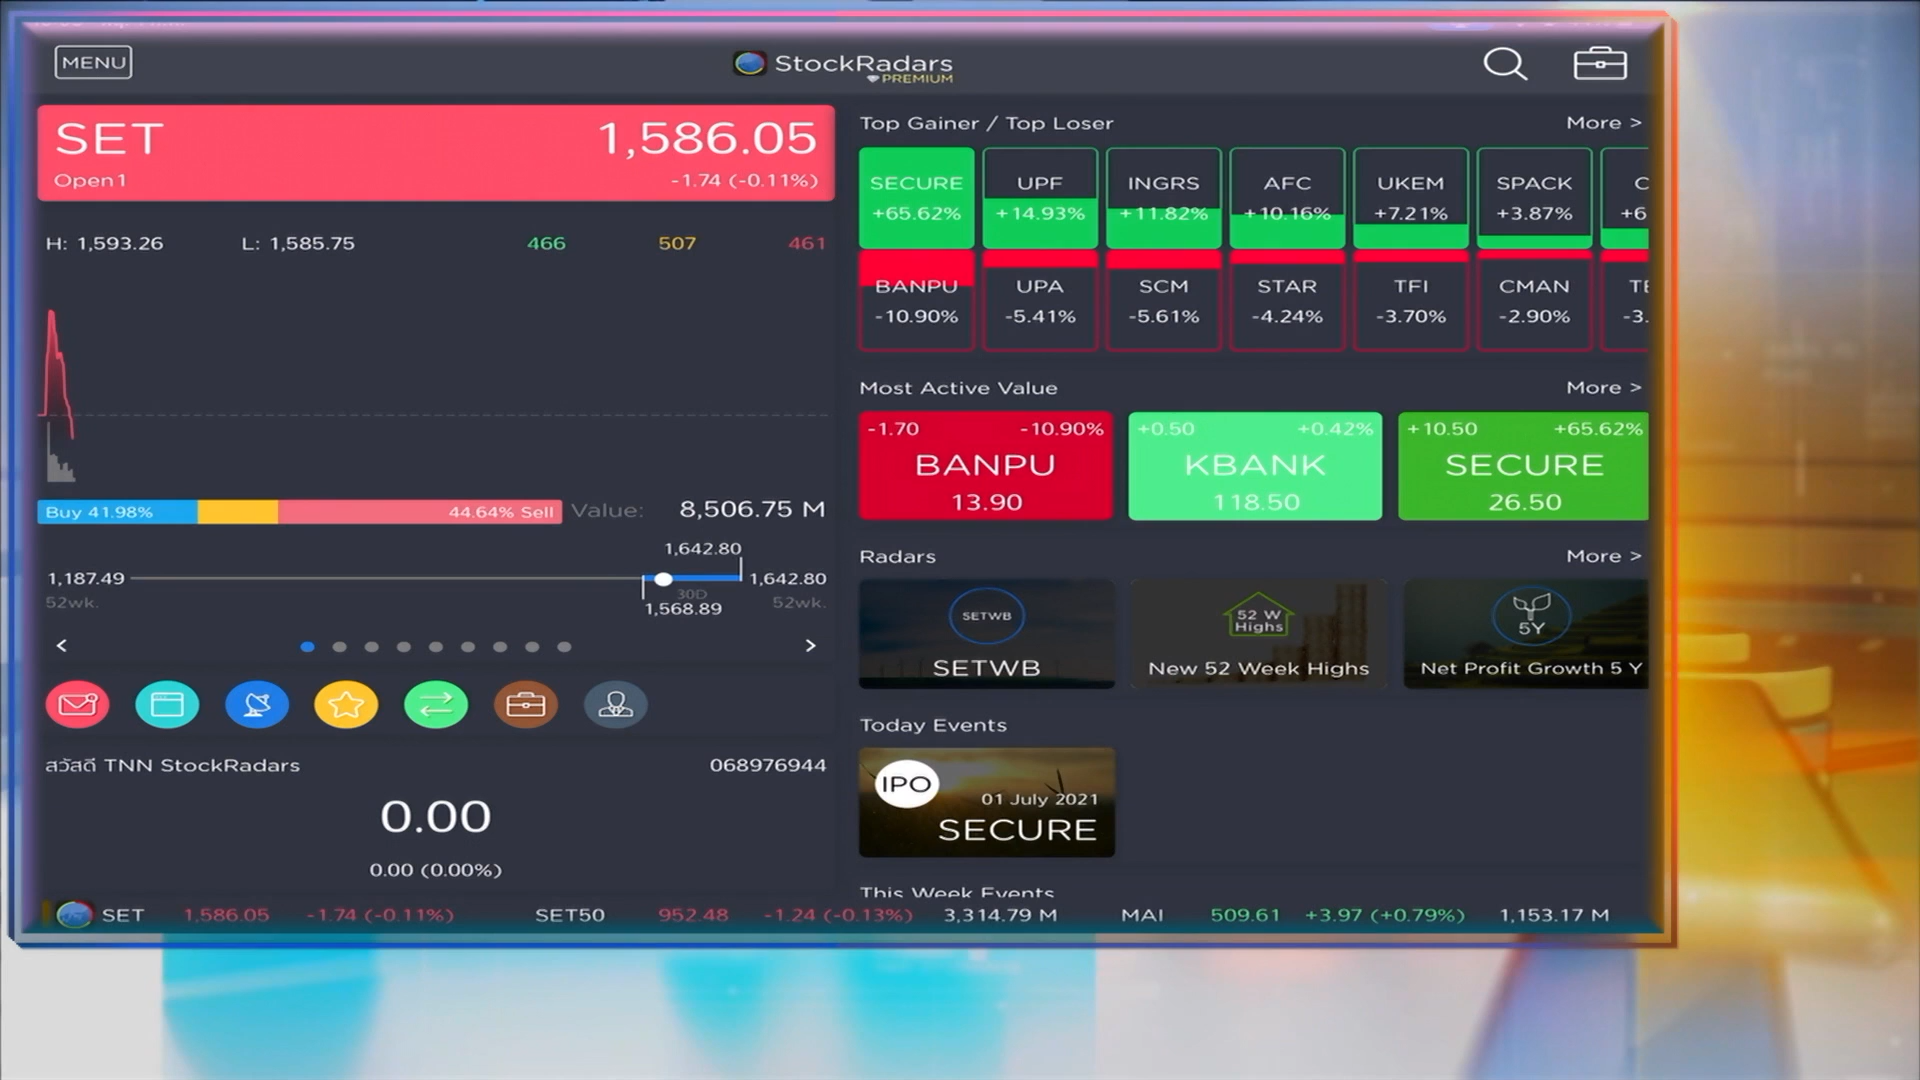 MENU
StockRadars
PREMIUM
SET
1,586.05
Open1
-1.74 (-0.11%)
H: 1,593.26
L: 1,585.75
466
507
461
Buy 41.98%
44.64% Sell
Value:
8,506.75 M
1,642.80
1,187.49
1,642.80
52wk.
30D
52wk.
1,568.89
<
>
สวัสดี TNN StockRadars
068976944
0.00
0.00 (0.00%)
Top Gainer / Top Loser
More >
SECURE
UPF
INGRS
AFC
UKEM
SPACK
C
+65.62%
+14.93%
+11.82%
+10.16%
+7.21%
+3.87%
+6
BANPU
UPA
SCM
STAR
TFI
CMAN
-10.90%
-5.41%
-5.61%
-4.24%
-3.70%
-2.90%
-3.
Most Active Value
More >
-1.70
-10.90%
BANPU
13.90
+0.50
+0.42%
KBANK
118.50
+10.50
+65.62%
SECURE
26.50
Radars
More >
SETWB
SETWB
52 W
Highs
New 52 Week Highs
5Y
Net Profit Growth 5 Y
Today Events
IPO
01 July 2021
SECURE
This Week Events
SET 1,586.05 -1.74 (-0.11%) SET50 952.48 -1.24 (-0.13%) 3,314.79 M MAI 509.61 +3.97 (+0.79%) 1,153.17 M